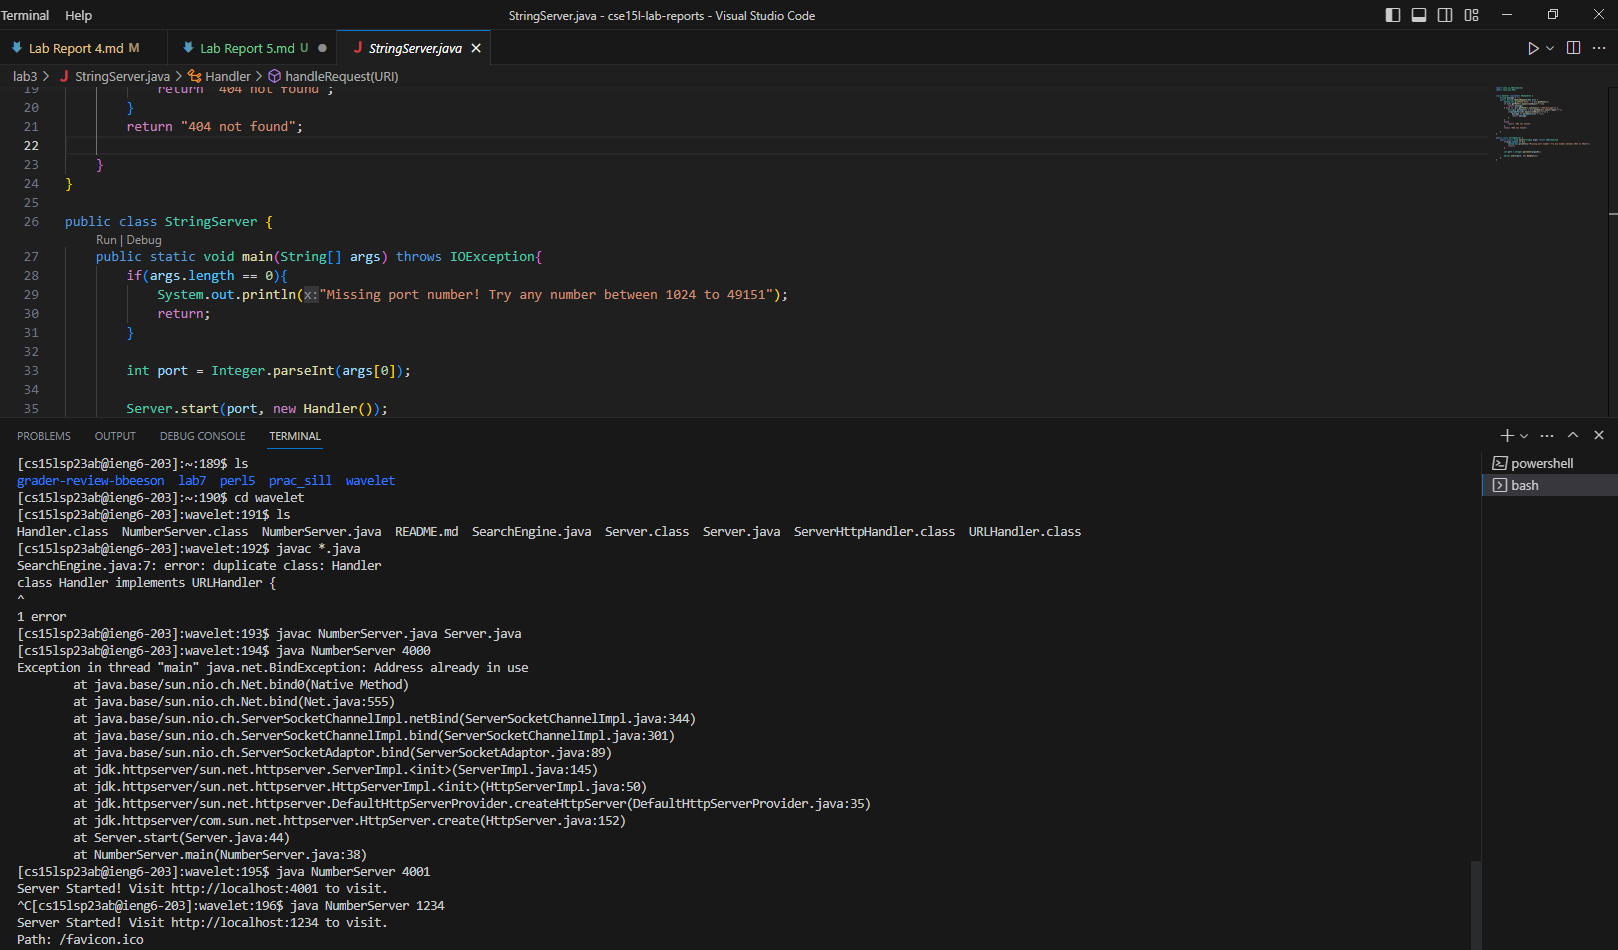 Terminal Help StringServer.java - cse15l-lab-reports - Visual Studio Code
Lab Report 4.md M Lab Report 5.md U StringServer.java
lab3 > StringServer.java > Handler > handleRequest(URI)
19 return "404 not found";
20 }
21 return "404 not found";
22
23 }
24 }
25
26 public class StringServer {
Run | Debug
27 public static void main(String[] args) throws IOException{
28 if(args.length == 0){
29 System.out.println(x:"Missing port number! Try any number between 1024 to 49151");
30 return;
31 }
32
33 int port = Integer.parseInt(args[0]);
34
35 Server.start(port, new Handler());
PROBLEMS OUTPUT DEBUG CONSOLE TERMINAL
powershell
bash
[cs15lsp23ab@ieng6-203]:~:189$ ls
grader-review-bbeeson lab7 perl5 prac_sill wavelet
[cs15lsp23ab@ieng6-203]:~:190$ cd wavelet
[cs15lsp23ab@ieng6-203]:wavelet:191$ ls
Handler.class NumberServer.class NumberServer.java README.md SearchEngine.java Server.class Server.java ServerHttpHandler.class URLHandler.class
[cs15lsp23ab@ieng6-203]:wavelet:192$ javac *.java
SearchEngine.java:7: error: duplicate class: Handler
class Handler implements URLHandler {
^
1 error
[cs15lsp23ab@ieng6-203]:wavelet:193$ javac NumberServer.java Server.java
[cs15lsp23ab@ieng6-203]:wavelet:194$ java NumberServer 4000
Exception in thread "main" java.net.BindException: Address already in use
at java.base/sun.nio.ch.Net.bind0(Native Method)
at java.base/sun.nio.ch.Net.bind(Net.java:555)
at java.base/sun.nio.ch.ServerSocketChannelImpl.netBind(ServerSocketChannelImpl.java:344)
at java.base/sun.nio.ch.ServerSocketChannelImpl.bind(ServerSocketChannelImpl.java:301)
at java.base/sun.nio.ch.ServerSocketAdaptor.bind(ServerSocketAdaptor.java:89)
at jdk.httpserver/sun.net.httpserver.ServerImpl.<init>(ServerImpl.java:145)
at jdk.httpserver/sun.net.httpserver.HttpServerImpl.<init>(HttpServerImpl.java:50)
at jdk.httpserver/sun.net.httpserver.DefaultHttpServerProvider.createHttpServer(DefaultHttpServerProvider.java:35)
at jdk.httpserver/com.sun.net.httpserver.HttpServer.create(HttpServer.java:152)
at Server.start(Server.java:44)
at NumberServer.main(NumberServer.java:38)
[cs15lsp23ab@ieng6-203]:wavelet:195$ java NumberServer 4001
Server Started! Visit http://localhost:4001 to visit.
^C[cs15lsp23ab@ieng6-203]:wavelet:196$ java NumberServer 1234
Server Started! Visit http://localhost:1234 to visit.
Path: /favicon.ico